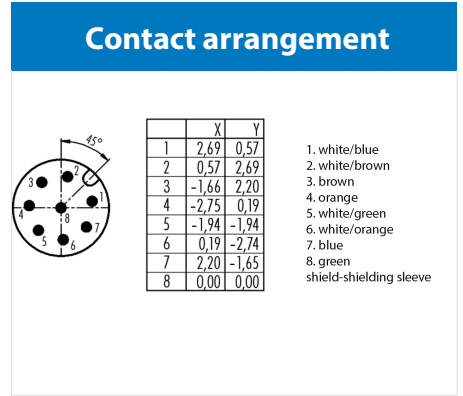 Contact arrangement
45°
3 2 1
4 8
5 6 7
X Y
1 2,69 0,57
2 0,57 2,69
3 -1,66 2,20
4 -2,75 0,19
5 -1,94 -1,94
6 0,19 -2,74
7 2,20 -1,65
8 0,00 0,00
1. white/blue
2. white/brown
3. brown
4. orange
5. white/green
6. white/orange
7. blue
8. green
shield-shielding sleeve